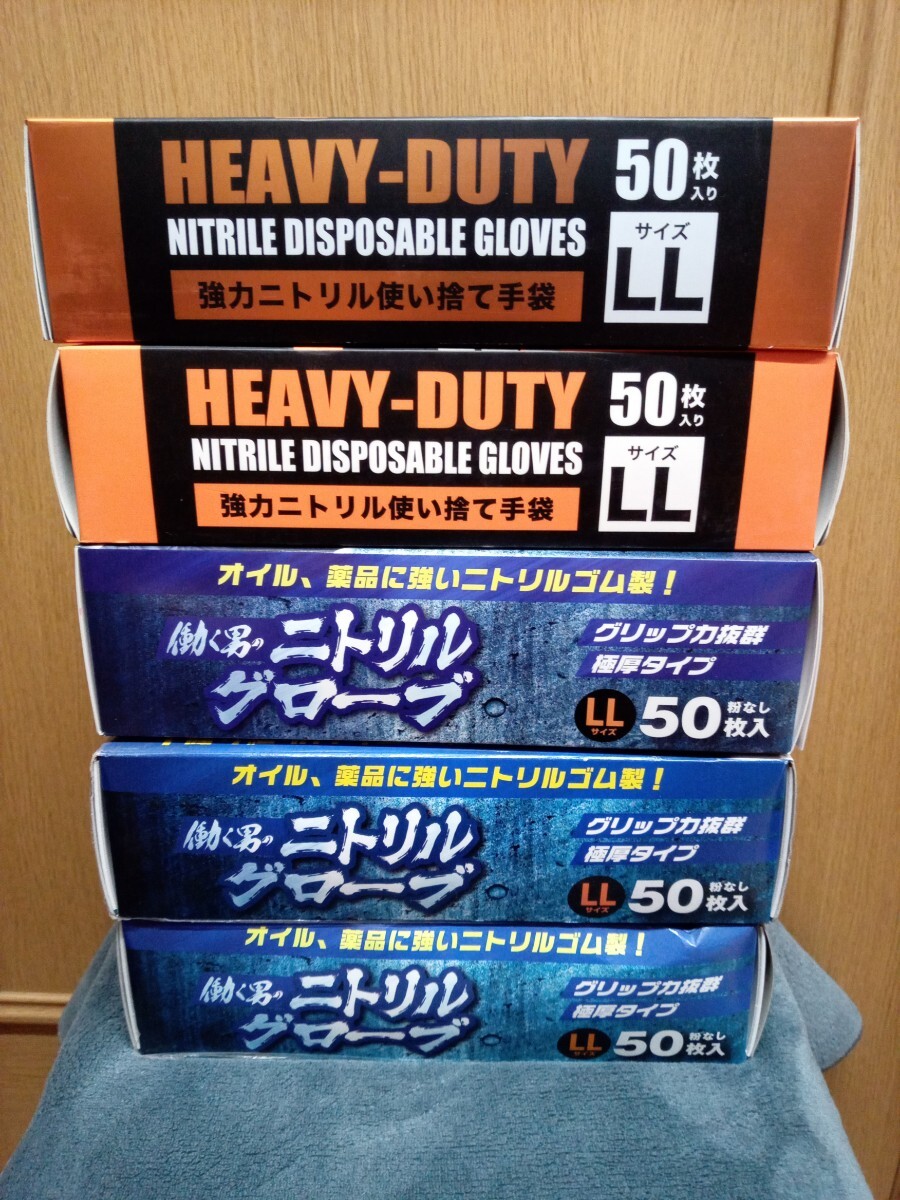 HEAVY-DUTY
NITRILE DISPOSABLE GLOVES
強力ニトリル使い捨て手袋
50枚入り
サイズ
LL
HEAVY-DUTY
NITRILE DISPOSABLE GLOVES
強力ニトリル使い捨て手袋
50枚入り
サイズ
LL
オイル、薬品に強いニトリルゴム製！
働く男の ニトリル
グローブ
グリップ力抜群
極厚タイプ
LL
サイズ
50 粉なし
枚入
オイル、薬品に強いニトリルゴム製！
働く男の ニトリル
グローブ
グリップ力抜群
極厚タイプ
LL
サイズ
50 粉なし
枚入
オイル、薬品に強いニトリルゴム製！
働く男の ニトリル
グローブ
グリップ力抜群
極厚タイプ
LL
サイズ
50 粉なし
枚入